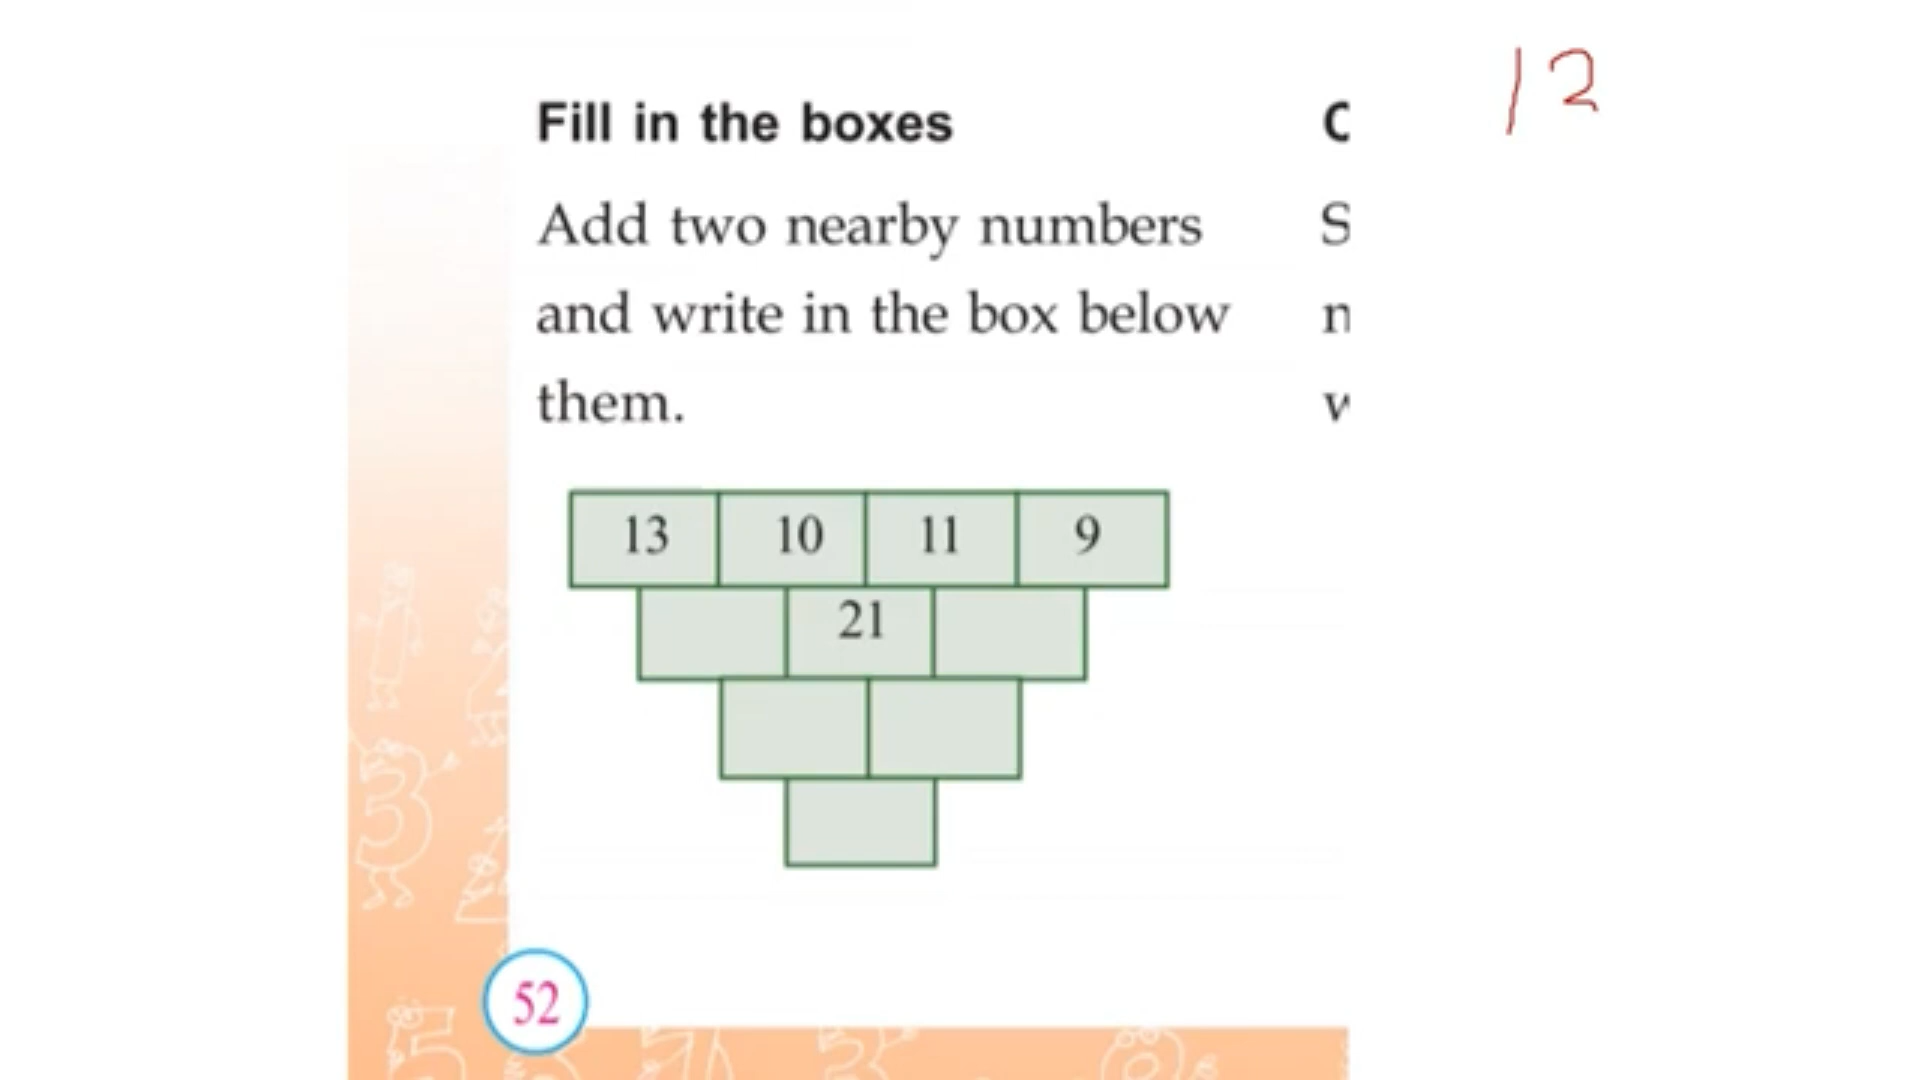 12
Fill in the boxes
Add two nearby numbers
and write in the box below
them.
C
S
n
w
13 10 11 9
21
52